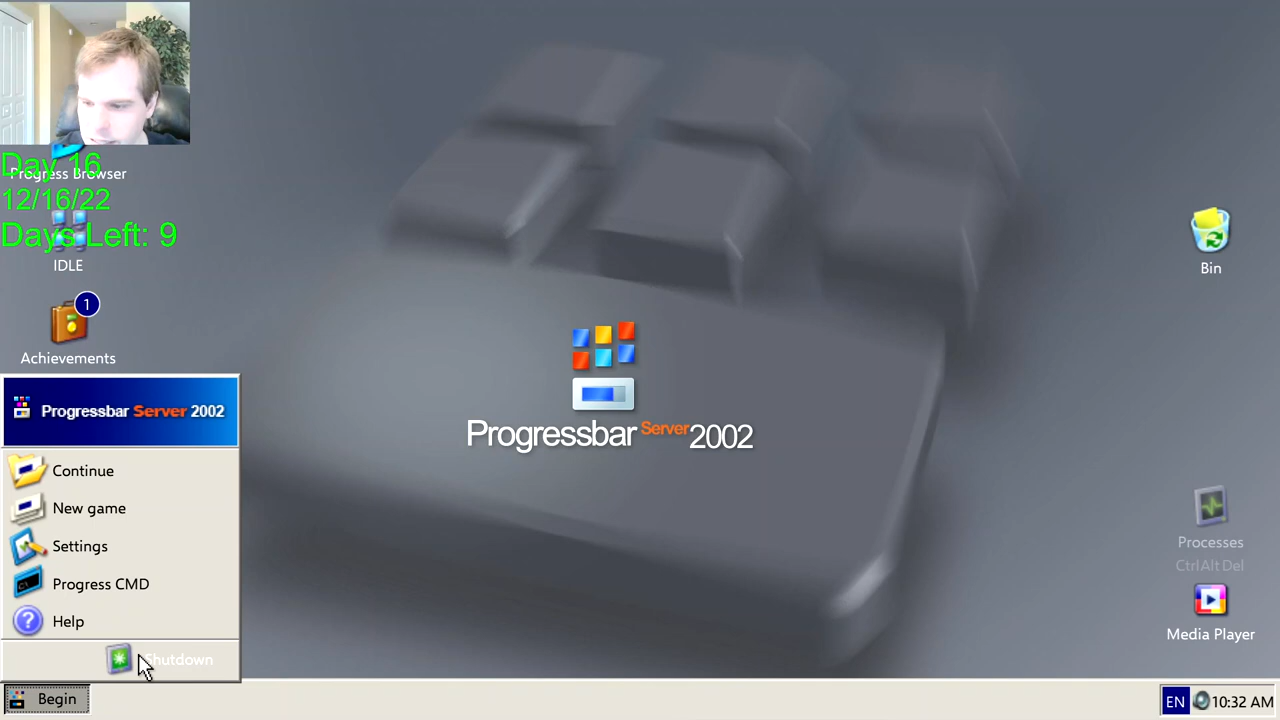 Progress Browser
Day 16
12/16/22
Days Left: 9
IDLE
1
Achievements
Progressbar Server 2002
Continue
New game
Settings
Progress CMD
Help
Shutdown
Begin
Progressbar Server 2002
Bin
Processes
CtrlAltDel
Media Player
EN 10:32 AM